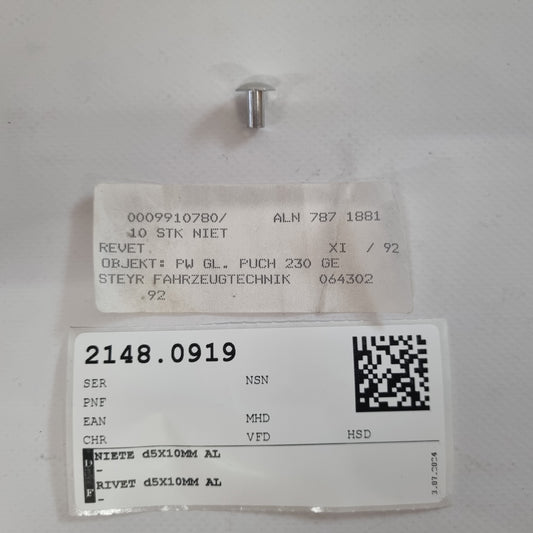 0009910780/ ALN 787 1881
10 STK NIET
REVET XI / 92
OBJEKT: PW GL. PUCH 230 GE
STEYR FAHRZEUGTECHNIK 064302
.92
2148.0919
SER NSN
PNF
EAN MHD
CHR VFD HSD
D NIETE d5X10MM AL
-
F RIVET d5X10MM AL
-
3.07.2024